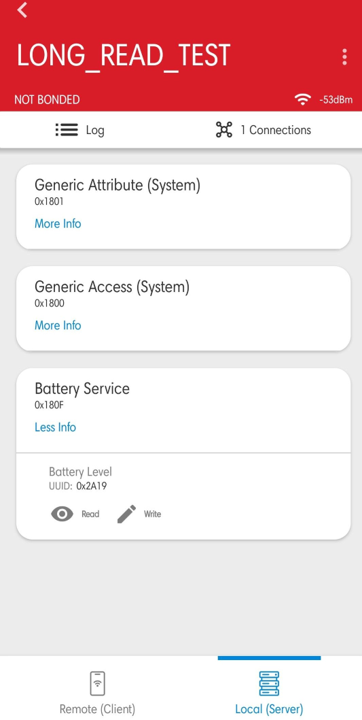 LONG_READ_TEST
NOT BONDED
-53dBm
Log
1 Connections
Generic Attribute (System)
0x1801
More Info
Generic Access (System)
0x1800
More Info
Battery Service
0x180F
Less Info
Battery Level
UUID: 0x2A19
Read
Write
Remote (Client)
Local (Server)